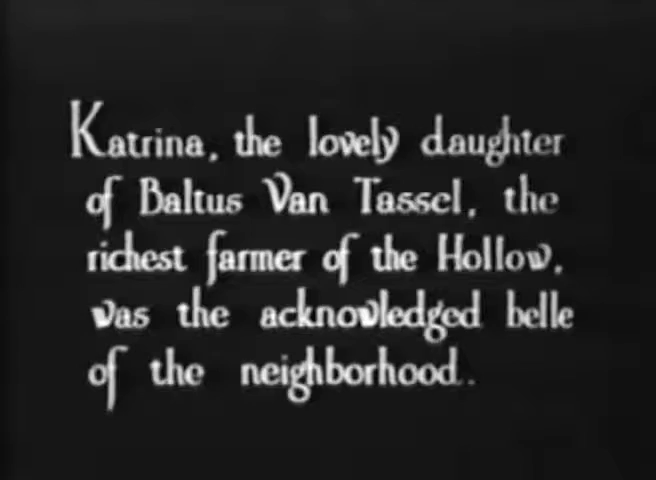 Katrina, the lovely daughter
of Baltus Van Tassel, the
richest farmer of the Hollow,
was the acknowledged belle
of the neighborhood.